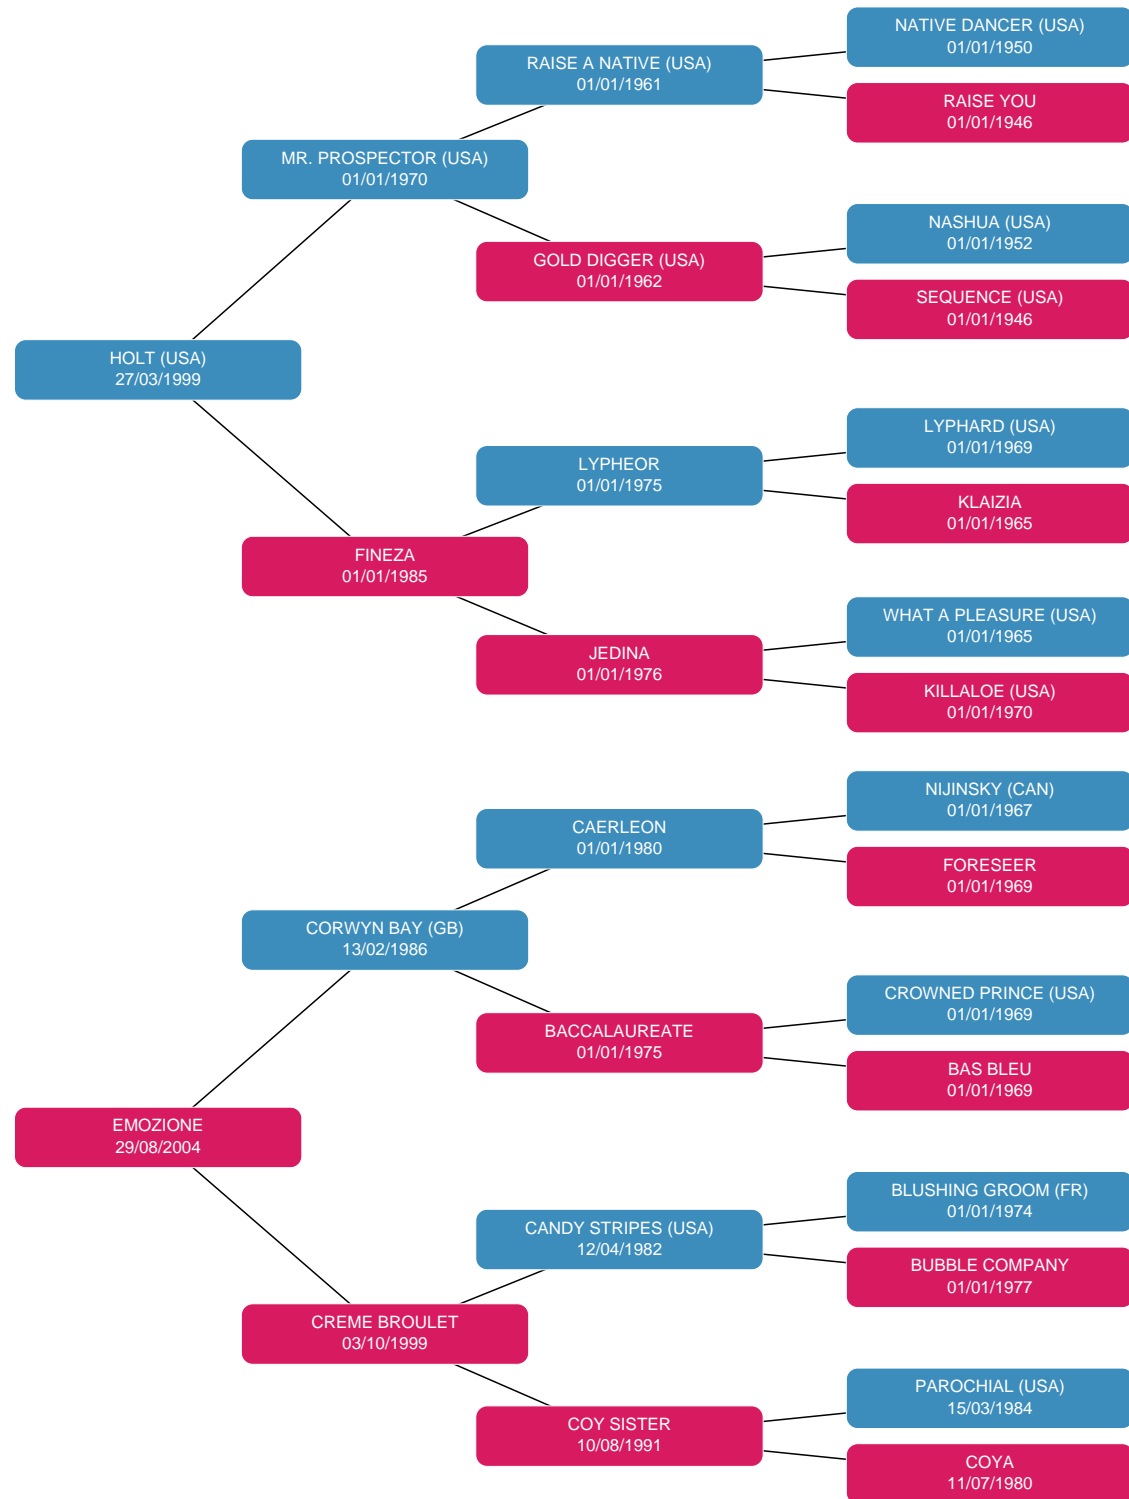 NATIVE DANCER (USA)
01/01/1950
RAISE A NATIVE (USA)
01/01/1961
RAISE YOU
01/01/1946
MR. PROSPECTOR (USA)
01/01/1970
NASHUA (USA)
01/01/1952
GOLD DIGGER (USA)
01/01/1962
SEQUENCE (USA)
01/01/1946
HOLT (USA)
27/03/1999
LYPHARD (USA)
01/01/1969
LYPHEOR
01/01/1975
KLAIZIA
01/01/1965
FINEZA
01/01/1985
WHAT A PLEASURE (USA)
01/01/1965
JEDINA
01/01/1976
KILLALOE (USA)
01/01/1970
NIJINSKY (CAN)
01/01/1967
CAERLEON
01/01/1980
FORESEER
01/01/1969
CORWYN BAY (GB)
13/02/1986
CROWNED PRINCE (USA)
01/01/1969
BACCALAUREATE
01/01/1975
BAS BLEU
01/01/1969
EMOZIONE
29/08/2004
BLUSHING GROOM (FR)
01/01/1974
CANDY STRIPES (USA)
12/04/1982
BUBBLE COMPANY
01/01/1977
CREME BROULET
03/10/1999
PAROCHIAL (USA)
15/03/1984
COY SISTER
10/08/1991
COYA
11/07/1980